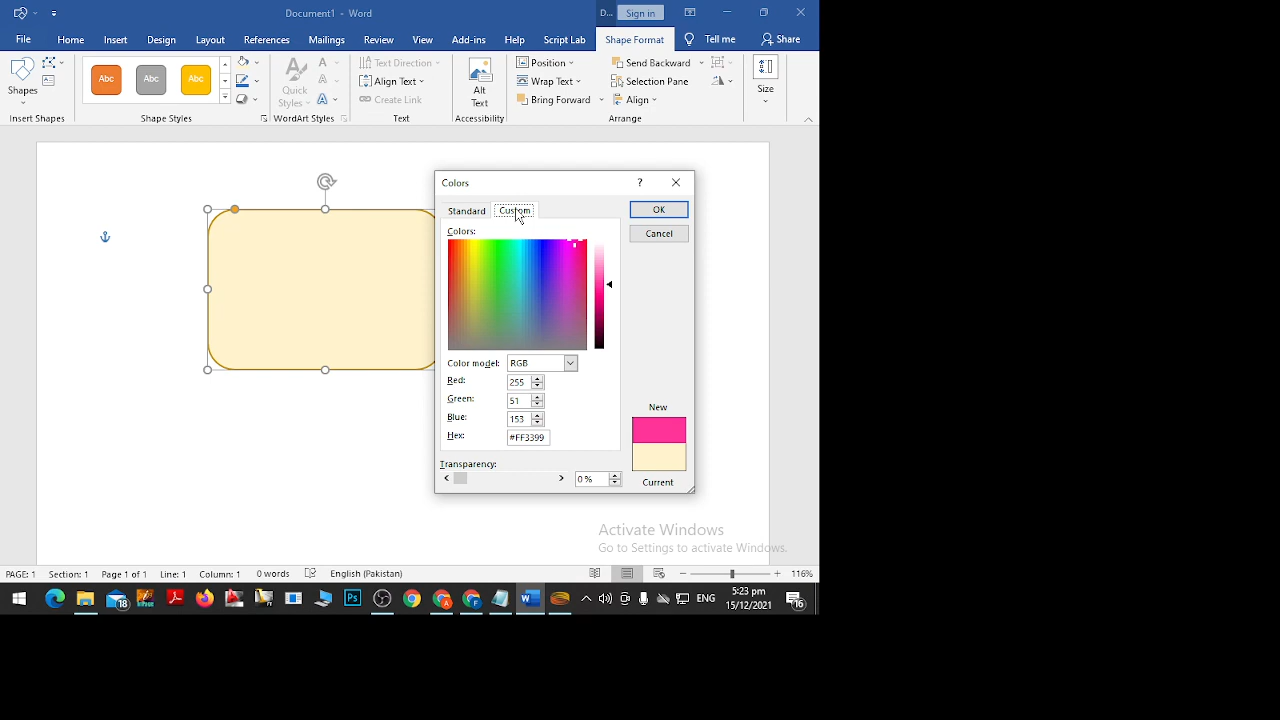 Document1 - Word
D... Sign in
File Home Insert Design Layout References Mailings Review View Add-ins Help Script Lab Shape Format Tell me Share
Shapes
Insert Shapes
Abc Abc Abc
Shape Styles
Quick
Styles
WordArt Styles
Text Direction
Align Text
Create Link
Text
Alt
Text
Accessibility
Position
Wrap Text
Bring Forward
Send Backward
Selection Pane
Align
Arrange
Size
Colors
?
Standard Custom
OK
Cancel
Colors:
Color model: RGB
Red: 255
Green: 51
Blue: 153
Hex: #FF3399
New
Current
Transparency:
0 %
Activate Windows
Go to Settings to activate Windows.
PAGE: 1 Section: 1 Page 1 of 1 Line: 1 Column: 1 0 words English (Pakistan) 116%
18 Ps A F W ENG 5:23 pm
15/12/2021
16